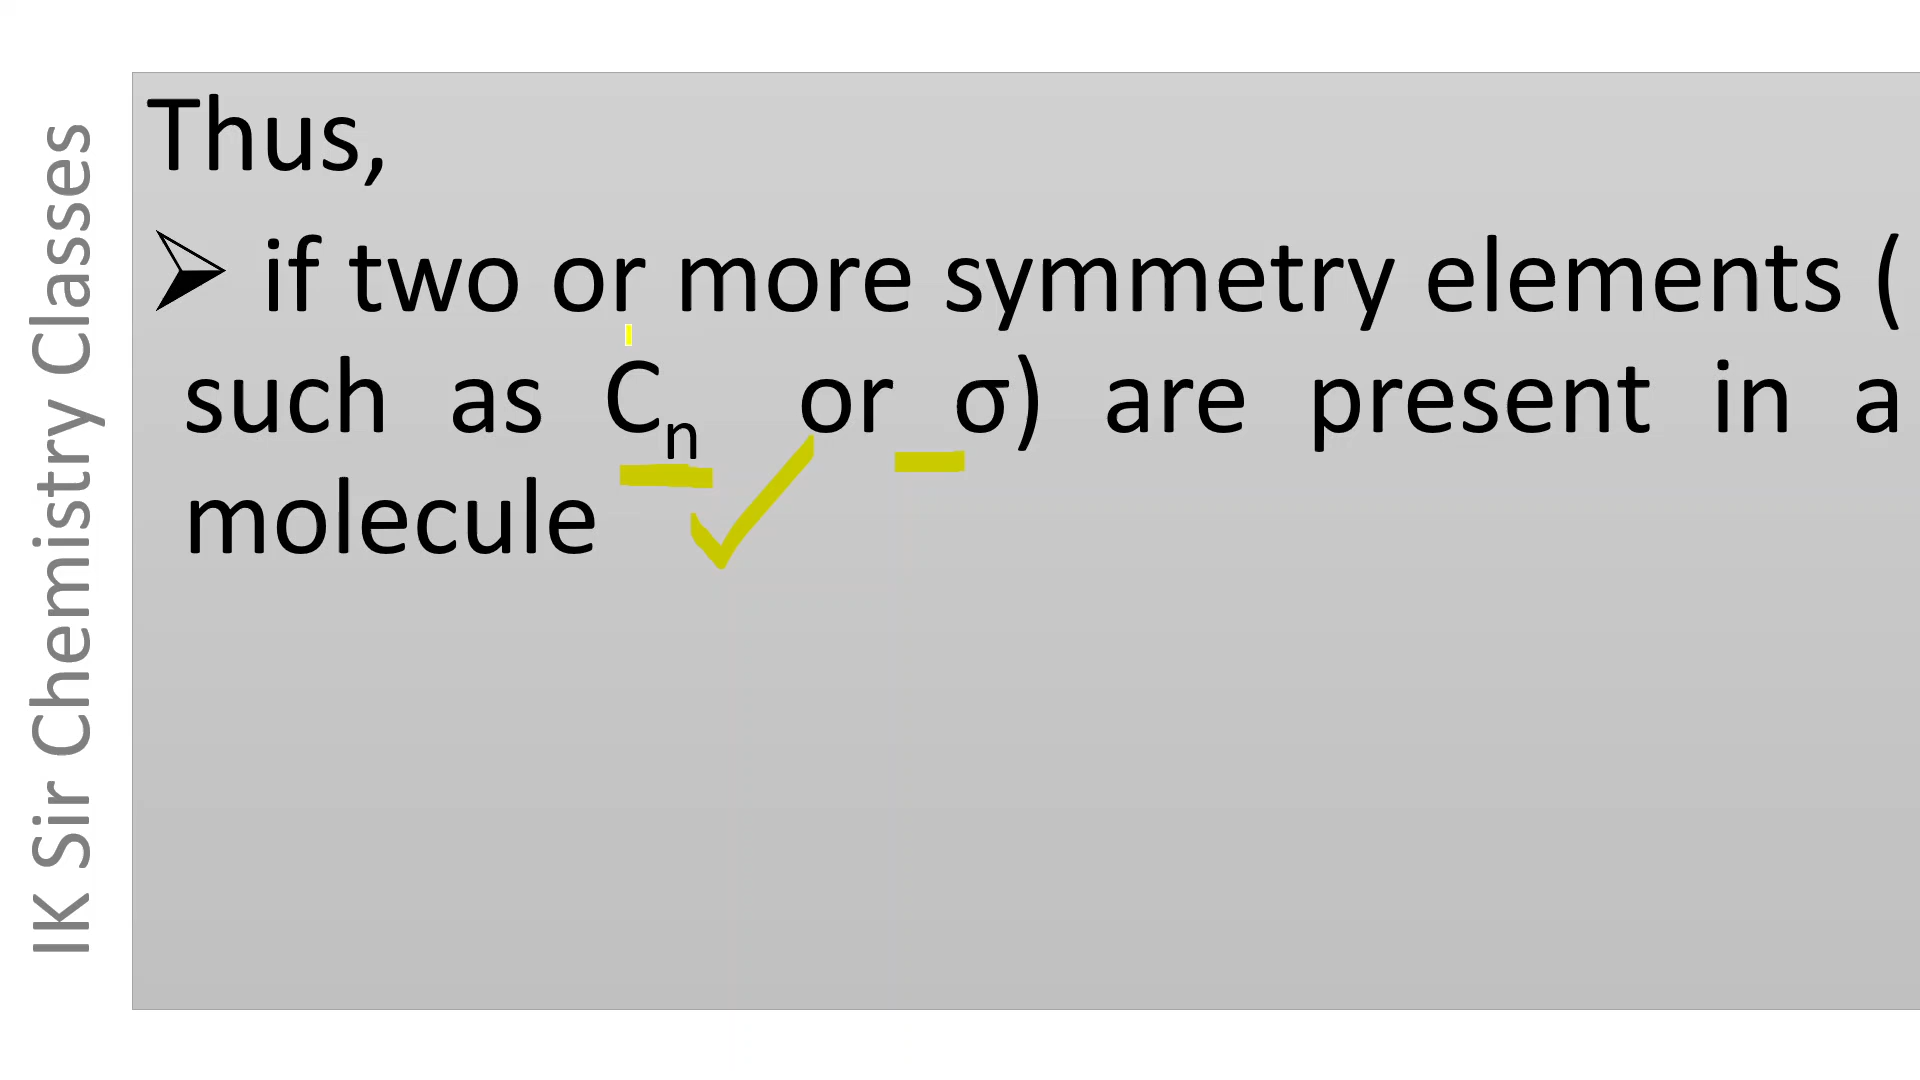 IK Sir Chemistry Classes
Thus,
➢ if two or more symmetry elements (
such as Cₙ or σ) are present in a
molecule